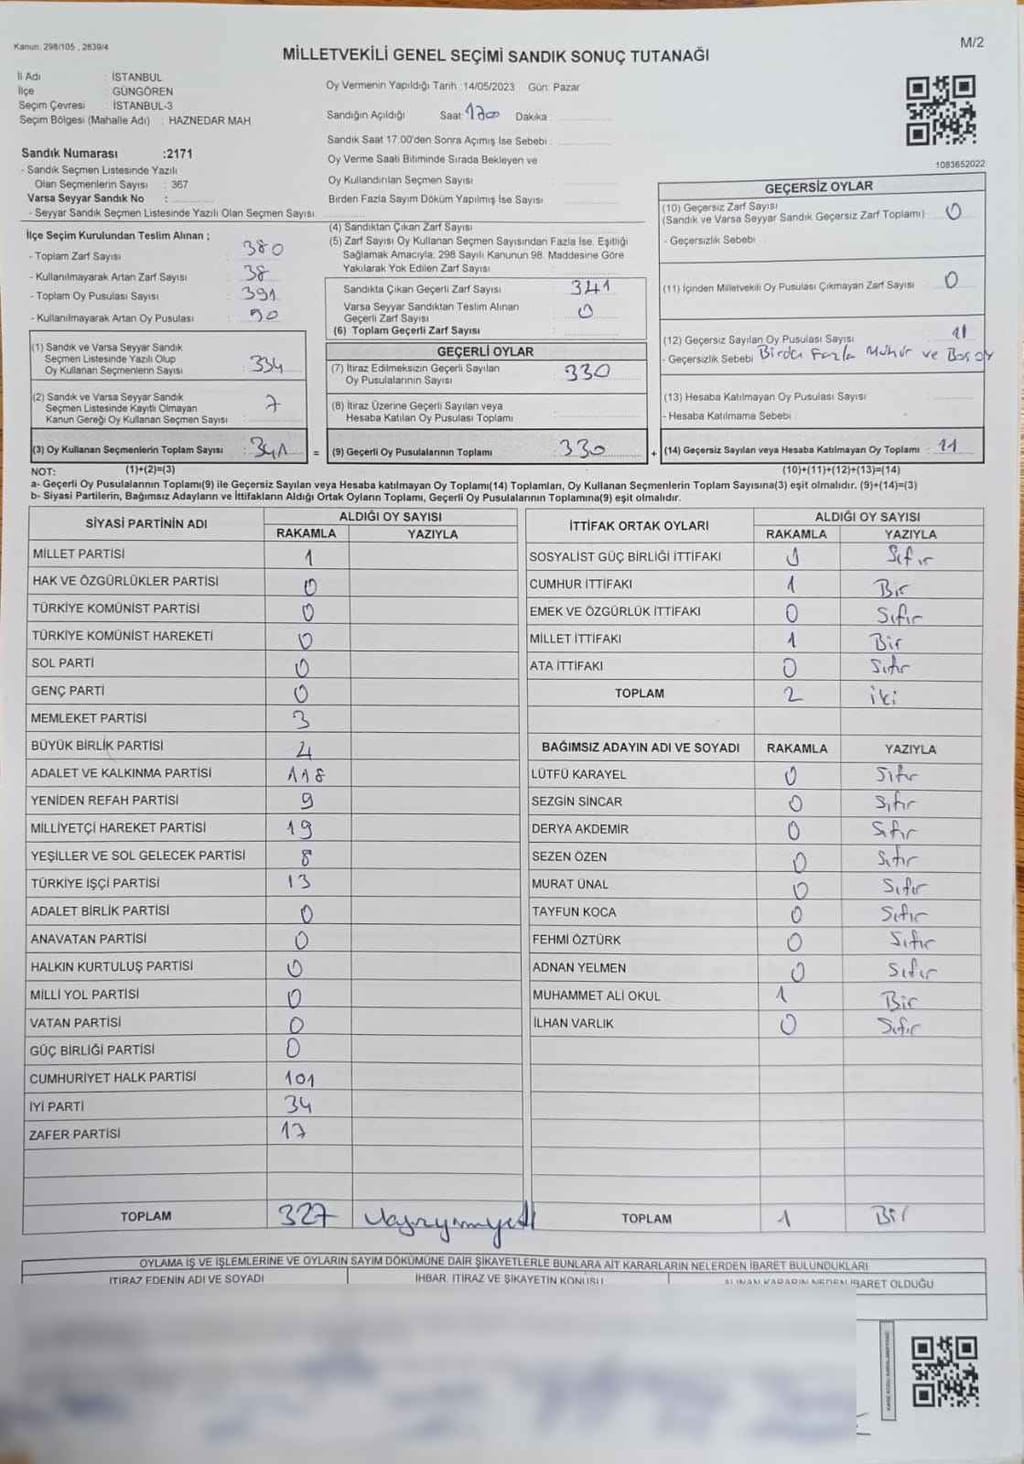 Kanun: 298/105 , 2839/4
M/2
MİLLETVEKİLİ GENEL SEÇİMİ SANDIK SONUÇ TUTANAĞI
İl Adı : İSTANBUL
İlçe : GÜNGÖREN
Seçim Çevresi : İSTANBUL-3
Seçim Bölgesi (Mahalle Adı) : HAZNEDAR MAH.
Sandık Numarası :2171
- Sandık Seçmen Listesinde Yazılı
Olan Seçmenlerin Sayısı : 367
Varsa Seyyar Sandık No :
- Seyyar Sandık Seçmen Listesinde Yazılı Olan Seçmen Sayısı
İlçe Seçim Kurulundan Teslim Alınan ;
- Toplam Zarf Sayısı : 380
- Kullanılmayarak Artan Zarf Sayısı : 38
- Toplam Oy Pusulası Sayısı : 391
- Kullanılmayarak Artan Oy Pusulası : 50
(1) Sandık ve Varsa Seyyar Sandık
Seçmen Listesinde Yazılı Olup
Oy Kullanan Seçmenlerin Sayısı : 334
(2) Sandık ve Varsa Seyyar Sandık
Seçmen Listesinde Kayıtlı Olmayan
Kanun Gereği Oy Kullanan Seçmen Sayısı : 7
(3) Oy Kullanan Seçmenlerin Toplam Sayısı : 341
Oy Vermenin Yapıldığı Tarih :14/05/2023 Gün: Pazar
Sandığın Açıldığı Saat: 1700 Dakika
Sandık Saat 17.00'den Sonra Açımış İse Sebebi :
Oy Verme Saati Bitiminde Sırada Bekleyen ve
Oy Kullandırılan Seçmen Sayısı :
Birden Fazla Sayım Döküm Yapılmış İse Sayısı :
(4) Sandıktan Çıkan Zarf Sayısı :
(5) Zarf Sayısı Oy Kullanan Seçmen Sayısından Fazla İse, Eşitliği
Sağlamak Amacıyla; 298 Sayılı Kanunun 98. Maddesine Göre
Yakılarak Yok Edilen Zarf Sayısı :
Sandıkta Çıkan Geçerli Zarf Sayısı : 341
Varsa Seyyar Sandıktan Teslim Alınan
Geçerli Zarf Sayısı : 0
(6) Toplam Geçerli Zarf Sayısı :
GEÇERLİ OYLAR
(7) İtiraz Edilmeksizin Geçerli Sayılan
Oy Pusulalarının Sayısı : 330
(8) İtiraz Üzerine Geçerli Sayılan veya
Hesaba Katılan Oy Pusulası Toplamı :
= (9) Geçerli Oy Pusulalarının Toplamı : 330
1083652022
GEÇERSİZ OYLAR
(10) Geçersiz Zarf Sayısı
(Sandık ve Varsa Seyyar Sandık Geçersiz Zarf Toplamı) : 0
- Geçersizlik Sebebi :
(11) İçinden Milletvekili Oy Pusulası Çıkmayan Zarf Sayısı : 0
(12) Geçersiz Sayılan Oy Pusulası Sayısı : 11
- Geçersizlik Sebebi : Birden Fazla Mühür ve Boş oy
(13) Hesaba Katılmayan Oy Pusulası Sayısı :
- Hesaba Katılmama Sebebi :
+ (14) Geçersiz Sayılan veya Hesaba Katılmayan Oy Toplamı : 11
NOT: (1)+(2)=(3) (10)+(11)+(12)+(13)=(14)
a- Geçerli Oy Pusulalarının Toplamı(9) ile Geçersiz Sayılan veya Hesaba katılmayan Oy Toplamı(14) Toplamları, Oy Kullanan Seçmenlerin Toplam Sayısına(3) eşit olmalıdır. (9)+(14)=(3)
b- Siyasi Partilerin, Bağımsız Adayların ve İttifakların Aldığı Ortak Oyların Toplamı, Geçerli Oy Pusulalarının Toplamına(9) eşit olmalıdır.
SİYASİ PARTİNİN ADI ALDIĞI OY SAYISI
RAKAMLA YAZIYLA
MİLLET PARTİSİ 1
HAK VE ÖZGÜRLÜKLER PARTİSİ 0
TÜRKİYE KOMÜNİST PARTİSİ 0
TÜRKİYE KOMÜNİST HAREKETİ 0
SOL PARTİ 0
GENÇ PARTİ 0
MEMLEKET PARTİSİ 3
BÜYÜK BİRLİK PARTİSİ 4
ADALET VE KALKINMA PARTİSİ 118
YENİDEN REFAH PARTİSİ 9
MİLLİYETÇİ HAREKET PARTİSİ 19
YEŞİLLER VE SOL GELECEK PARTİSİ 8
TÜRKİYE İŞÇİ PARTİSİ 13
ADALET BİRLİK PARTİSİ 0
ANAVATAN PARTİSİ 0
HALKIN KURTULUŞ PARTİSİ 0
MİLLİ YOL PARTİSİ 0
VATAN PARTİSİ 0
GÜÇ BİRLİĞİ PARTİSİ 0
CUMHURİYET HALK PARTİSİ 101
İYİ PARTİ 34
ZAFER PARTİSİ 17
TOPLAM 327 üçyüzyirmiyedi
İTTİFAK ORTAK OYLARI ALDIĞI OY SAYISI
RAKAMLA YAZIYLA
SOSYALİST GÜÇ BİRLİĞİ İTTİFAKI 0 Sıfır
CUMHUR İTTİFAKI 1 Bir
EMEK VE ÖZGÜRLÜK İTTİFAKI 0 Sıfır
MİLLET İTTİFAKI 1 Bir
ATA İTTİFAKI 0 Sıfır
TOPLAM 2 iki
BAĞIMSIZ ADAYIN ADI VE SOYADI RAKAMLA YAZIYLA
LÜTFÜ KARAYEL 0 Sıfır
SEZGİN SİNCAR 0 Sıfır
DERYA AKDEMİR 0 Sıfır
SEZEN ÖZEN 0 Sıfır
MURAT ÜNAL 0 Sıfır
TAYFUN KOCA 0 Sıfır
FEHMİ ÖZTÜRK 0 Sıfır
ADNAN YELMEN 0 Sıfır
MUHAMMET ALİ OKUL 1 Bir
İLHAN VARLIK 0 Sıfır
TOPLAM 1 Bir
OYLAMA İŞ VE İŞLEMLERİNE VE OYLARIN SAYIM DÖKÜMÜNE DAİR ŞİKAYETLERLE BUNLARA AİT KARARLARIN NELERDEN İBARET BULUNDUKLARI
İTİRAZ EDENİN ADI VE SOYADI İHBAR, İTİRAZ VE ŞİKAYETİN KONUSU ALINAN KARARIN NEDEN İBARET OLDUĞU